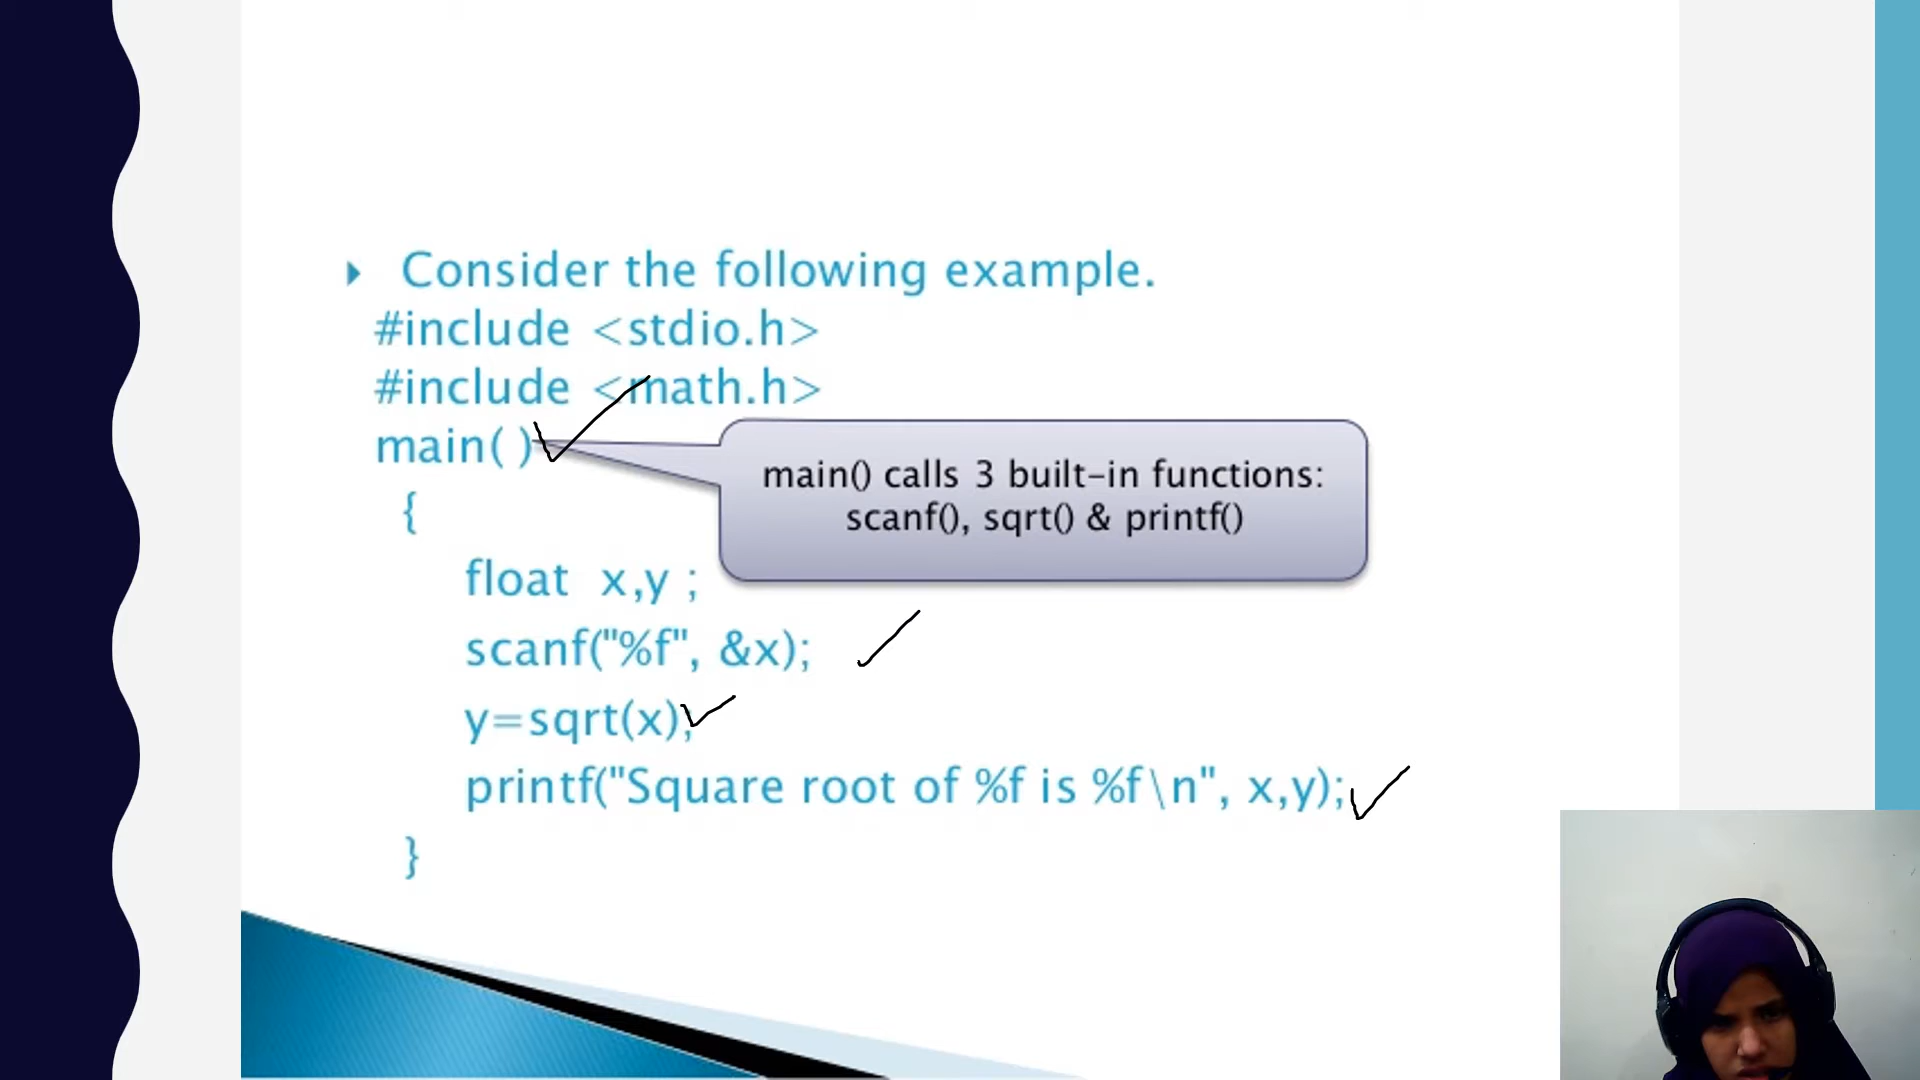 Consider the following example.
#include <stdio.h>
#include <math.h>
main( )
main() calls 3 built-in functions:
scanf(), sqrt() & printf()
{
float x,y ;
scanf("%f", &x);
y=sqrt(x);
printf("Square root of %f is %f\n", x,y);
}